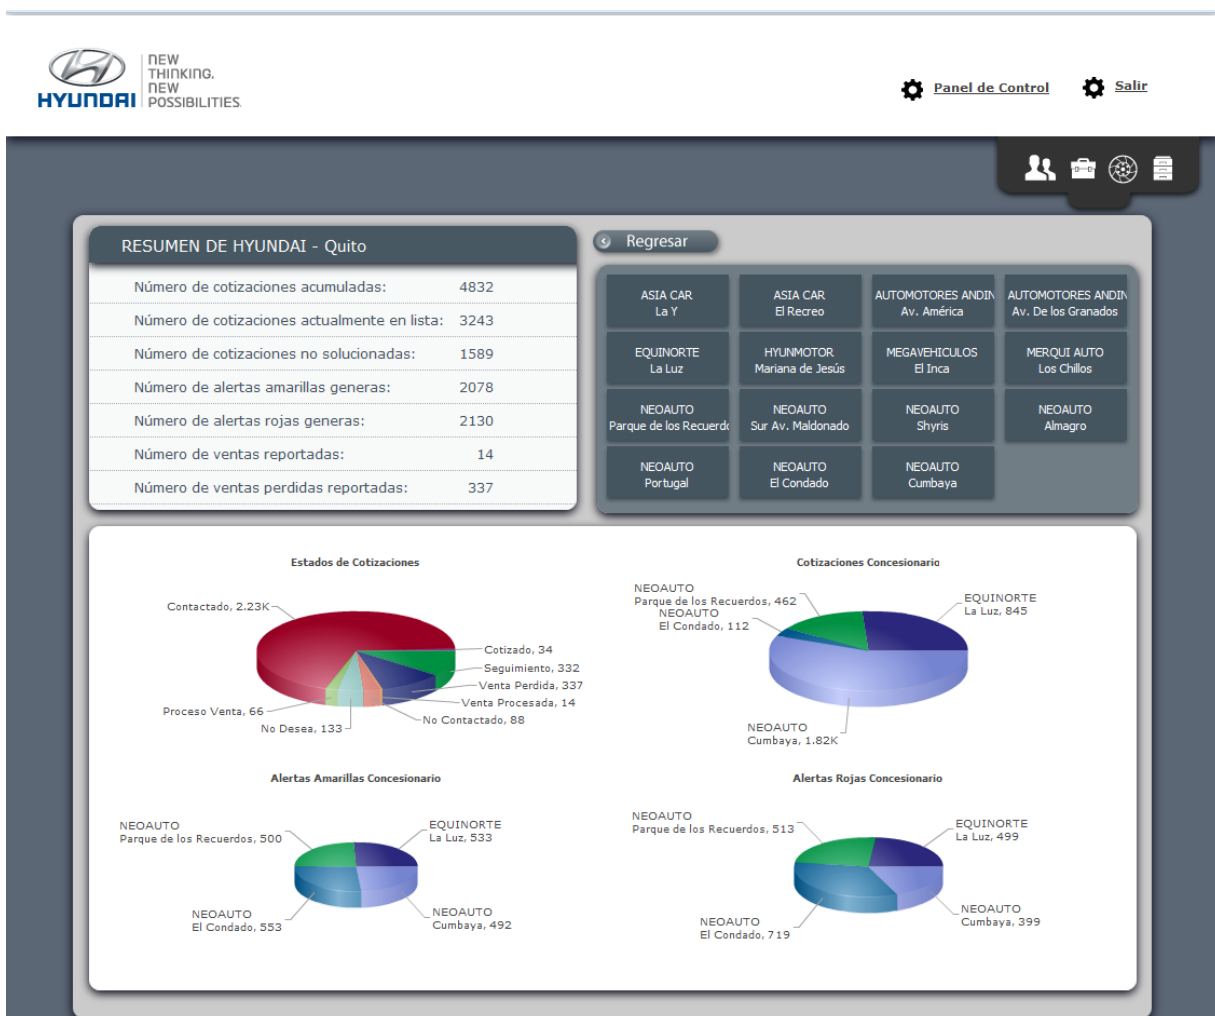 NEW
THINKING.
NEW
POSSIBILITIES.
HYUNDAI
Panel de Control
Salir
RESUMEN DE HYUNDAI - Quito
Número de cotizaciones acumuladas: 4832
Número de cotizaciones actualmente en lista: 3243
Número de cotizaciones no solucionadas: 1589
Número de alertas amarillas generas: 2078
Número de alertas rojas generas: 2130
Número de ventas reportadas: 14
Número de ventas perdidas reportadas: 337
Regresar
ASIA CAR
La Y
ASIA CAR
El Recreo
AUTOMOTORES ANDIN
Av. América
AUTOMOTORES ANDIN
Av. De los Granados
EQUINORTE
La Luz
HYUNMOTOR
Mariana de Jesús
MEGAVEHICULOS
El Inca
MERQUI AUTO
Los Chillos
NEOAUTO
Parque de los Recuerdo
NEOAUTO
Sur Av. Maldonado
NEOAUTO
Shyris
NEOAUTO
Almagro
NEOAUTO
Portugal
NEOAUTO
El Condado
NEOAUTO
Cumbaya
Estados de Cotizaciones
Contactado, 2.23K
Cotizado, 34
Seguimiento, 332
Venta Perdida, 337
Venta Procesada, 14
No Contactado, 88
No Desea, 133
Proceso Venta, 66
Cotizaciones Concesionario
NEOAUTO
Parque de los Recuerdos, 462
NEOAUTO
El Condado, 112
EQUINORTE
La Luz, 845
NEOAUTO
Cumbaya, 1.82K
Alertas Amarillas Concesionario
NEOAUTO
Parque de los Recuerdos, 500
EQUINORTE
La Luz, 533
NEOAUTO
El Condado, 553
NEOAUTO
Cumbaya, 492
Alertas Rojas Concesionario
NEOAUTO
Parque de los Recuerdos, 513
EQUINORTE
La Luz, 499
NEOAUTO
El Condado, 719
NEOAUTO
Cumbaya, 399